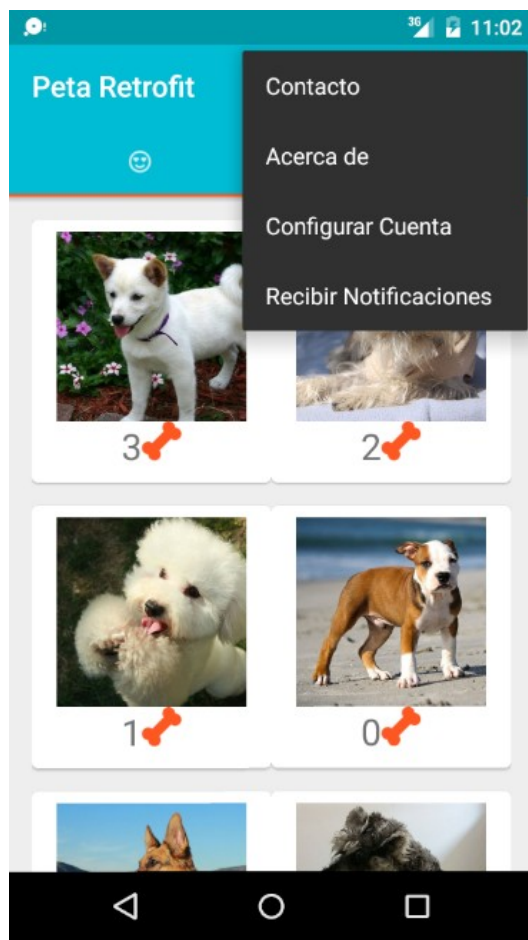 3G 11:02
Peta Retrofit
Contacto
Acerca de
Configurar Cuenta
Recibir Notificaciones
3 2
1 0